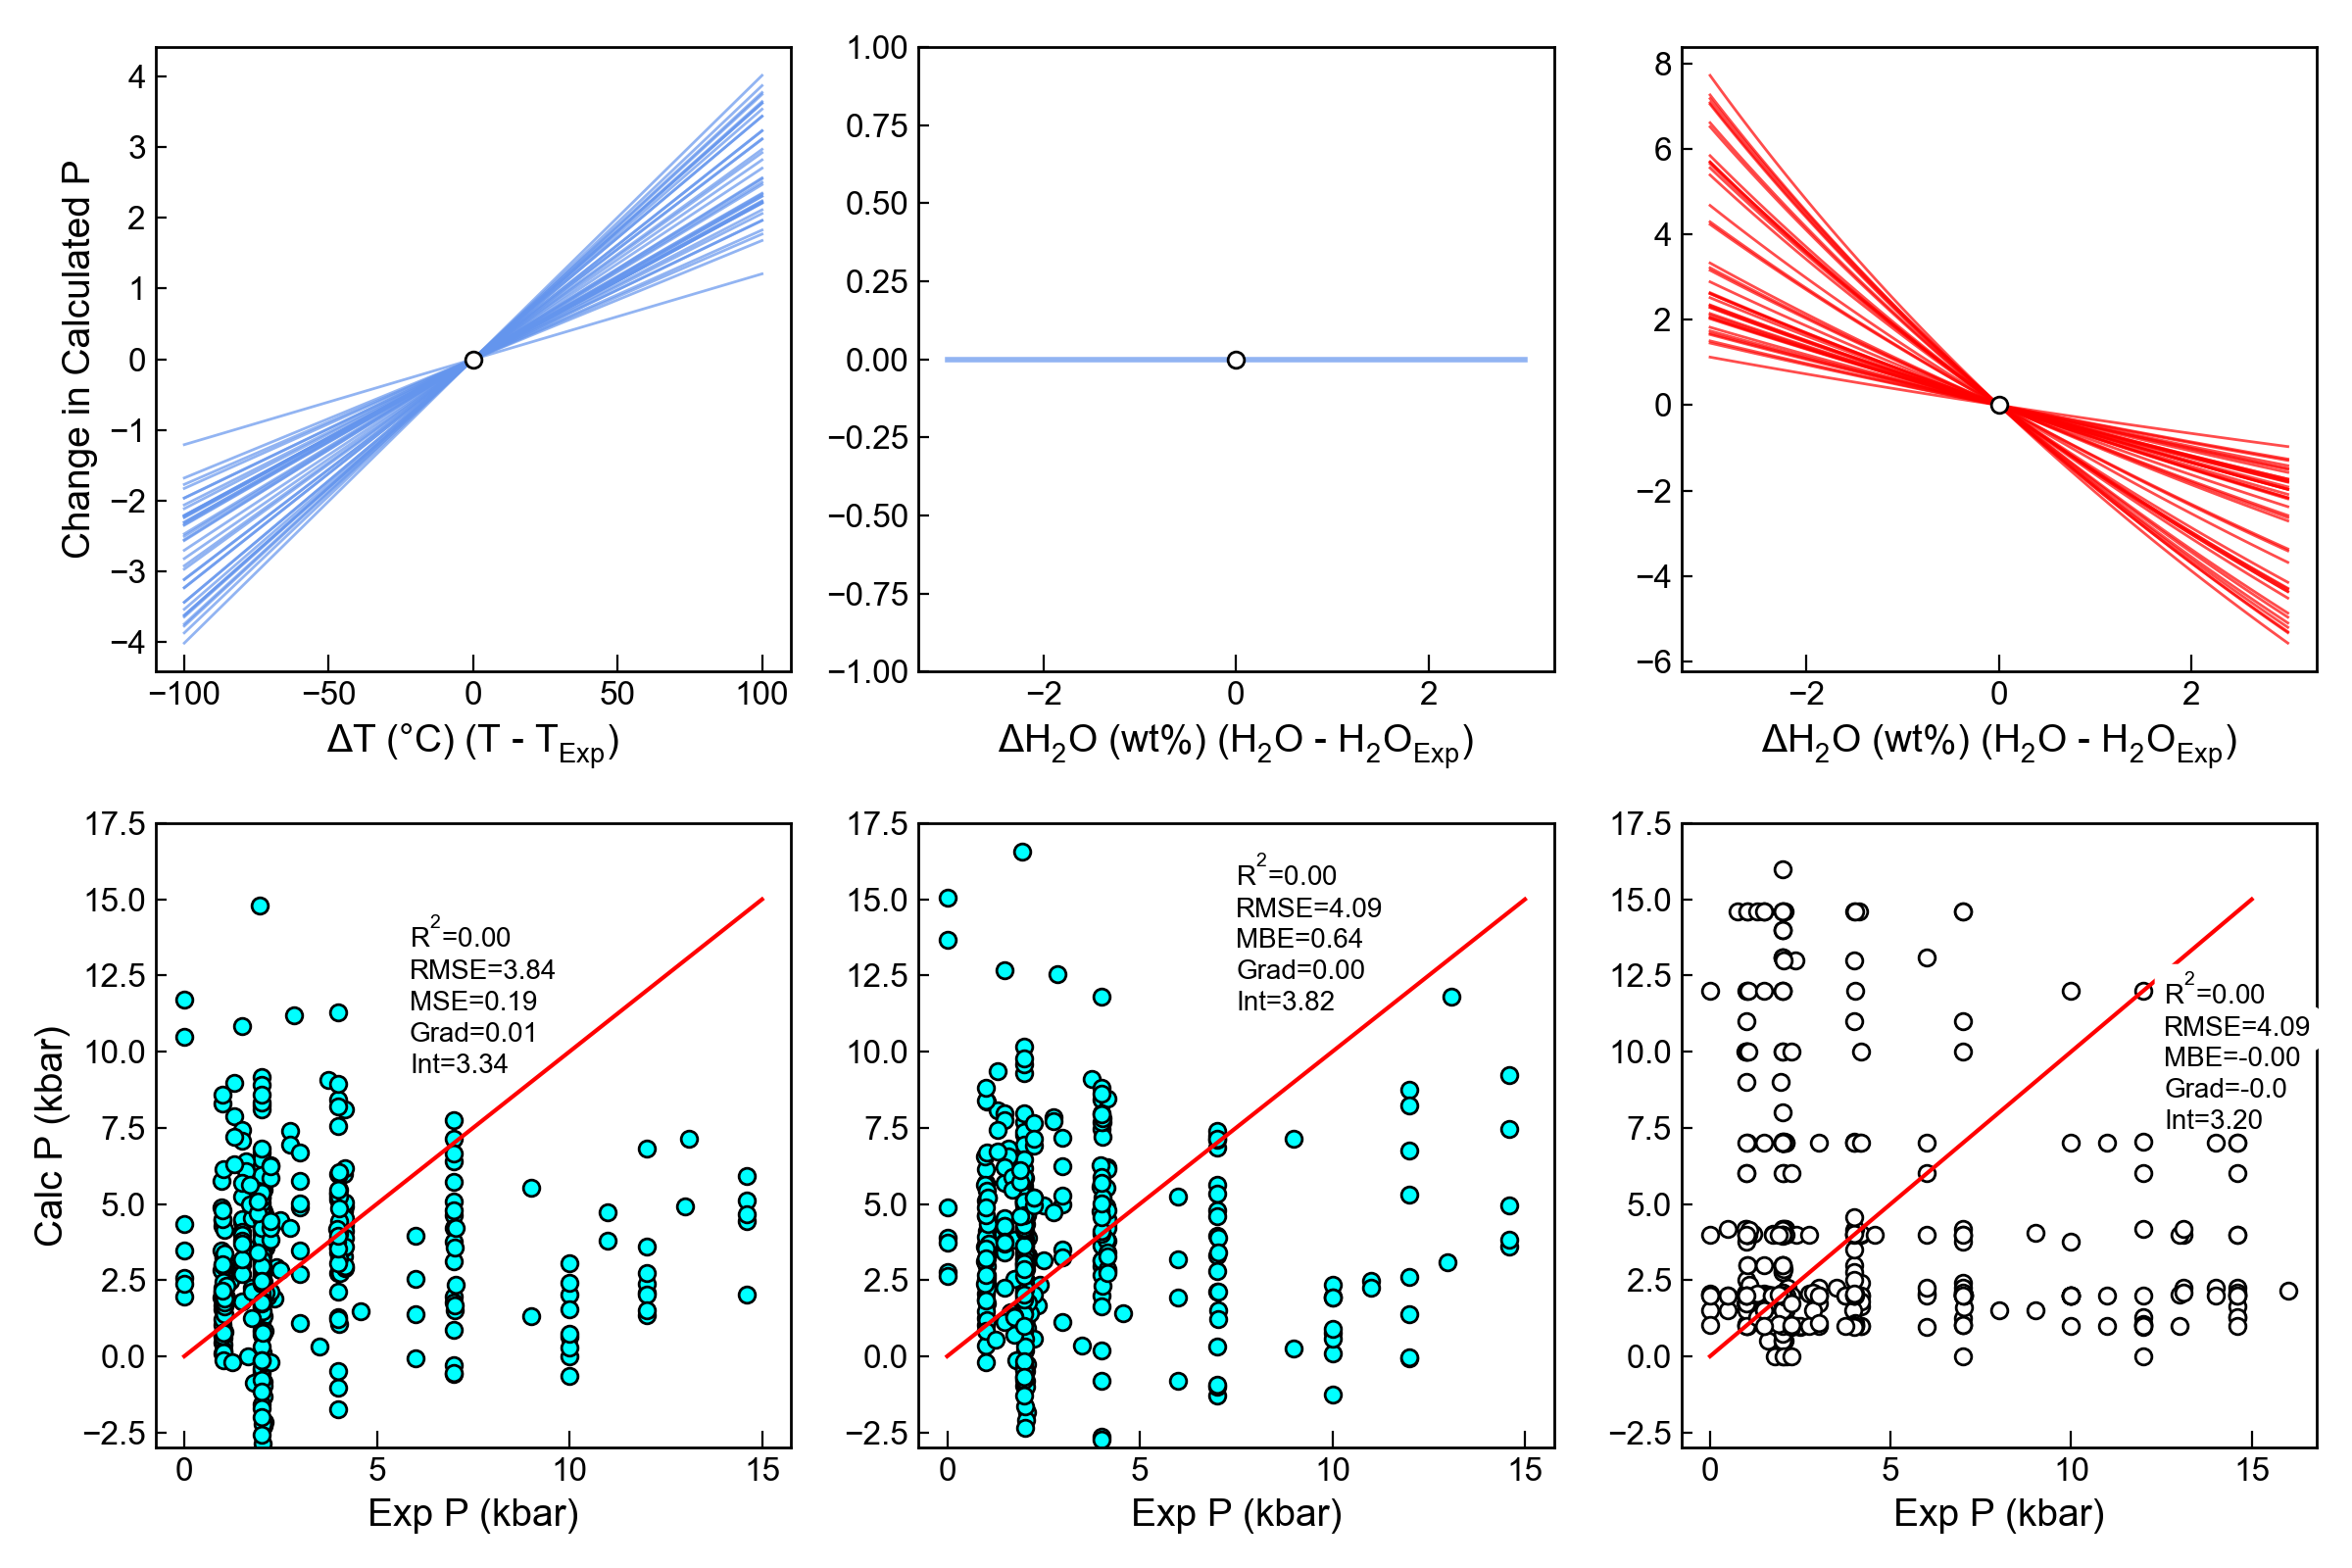 4
3
2
1
0
−1
−2
−3
−4
Change in Calculated P
−100 −50 0 50 100
ΔT (°C) (T - TExp)
1.00
0.75
0.50
0.25
0.00
−0.25
−0.50
−0.75
−1.00
−2 0 2
ΔH2O (wt%) (H2O - H2OExp)
8
6
4
2
0
−2
−4
−6
−2 0 2
ΔH2O (wt%) (H2O - H2OExp)
17.5
15.0
12.5
10.0
7.5
5.0
2.5
0.0
−2.5
Calc P (kbar)
R2=0.00
RMSE=3.84
MSE=0.19
Grad=0.01
Int=3.34
0 5 10 15
Exp P (kbar)
17.5
15.0
12.5
10.0
7.5
5.0
2.5
0.0
−2.5
R2=0.00
RMSE=4.09
MBE=0.64
Grad=0.00
Int=3.82
0 5 10 15
Exp P (kbar)
17.5
15.0
12.5
10.0
7.5
5.0
2.5
0.0
−2.5
R2=0.00
RMSE=4.09
MBE=-0.00
Grad=-0.0
Int=3.20
0 5 10 15
Exp P (kbar)